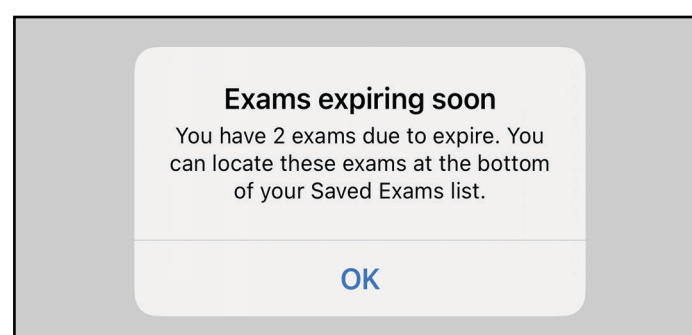 Exams expiring soon
You have 2 exams due to expire. You
can locate these exams at the bottom
of your Saved Exams list.
OK